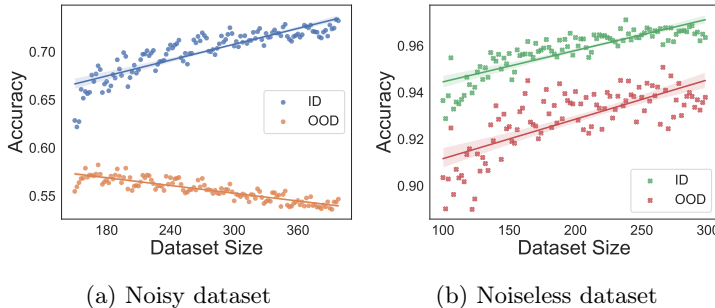 Accuracy
0.70
0.65
0.60
0.55
ID
OOD
180
240
300
360
Dataset Size
(a) Noisy dataset
Accuracy
0.96
0.94
0.92
0.90
ID
OOD
100
150
200
250
300
Dataset Size
(b) Noiseless dataset